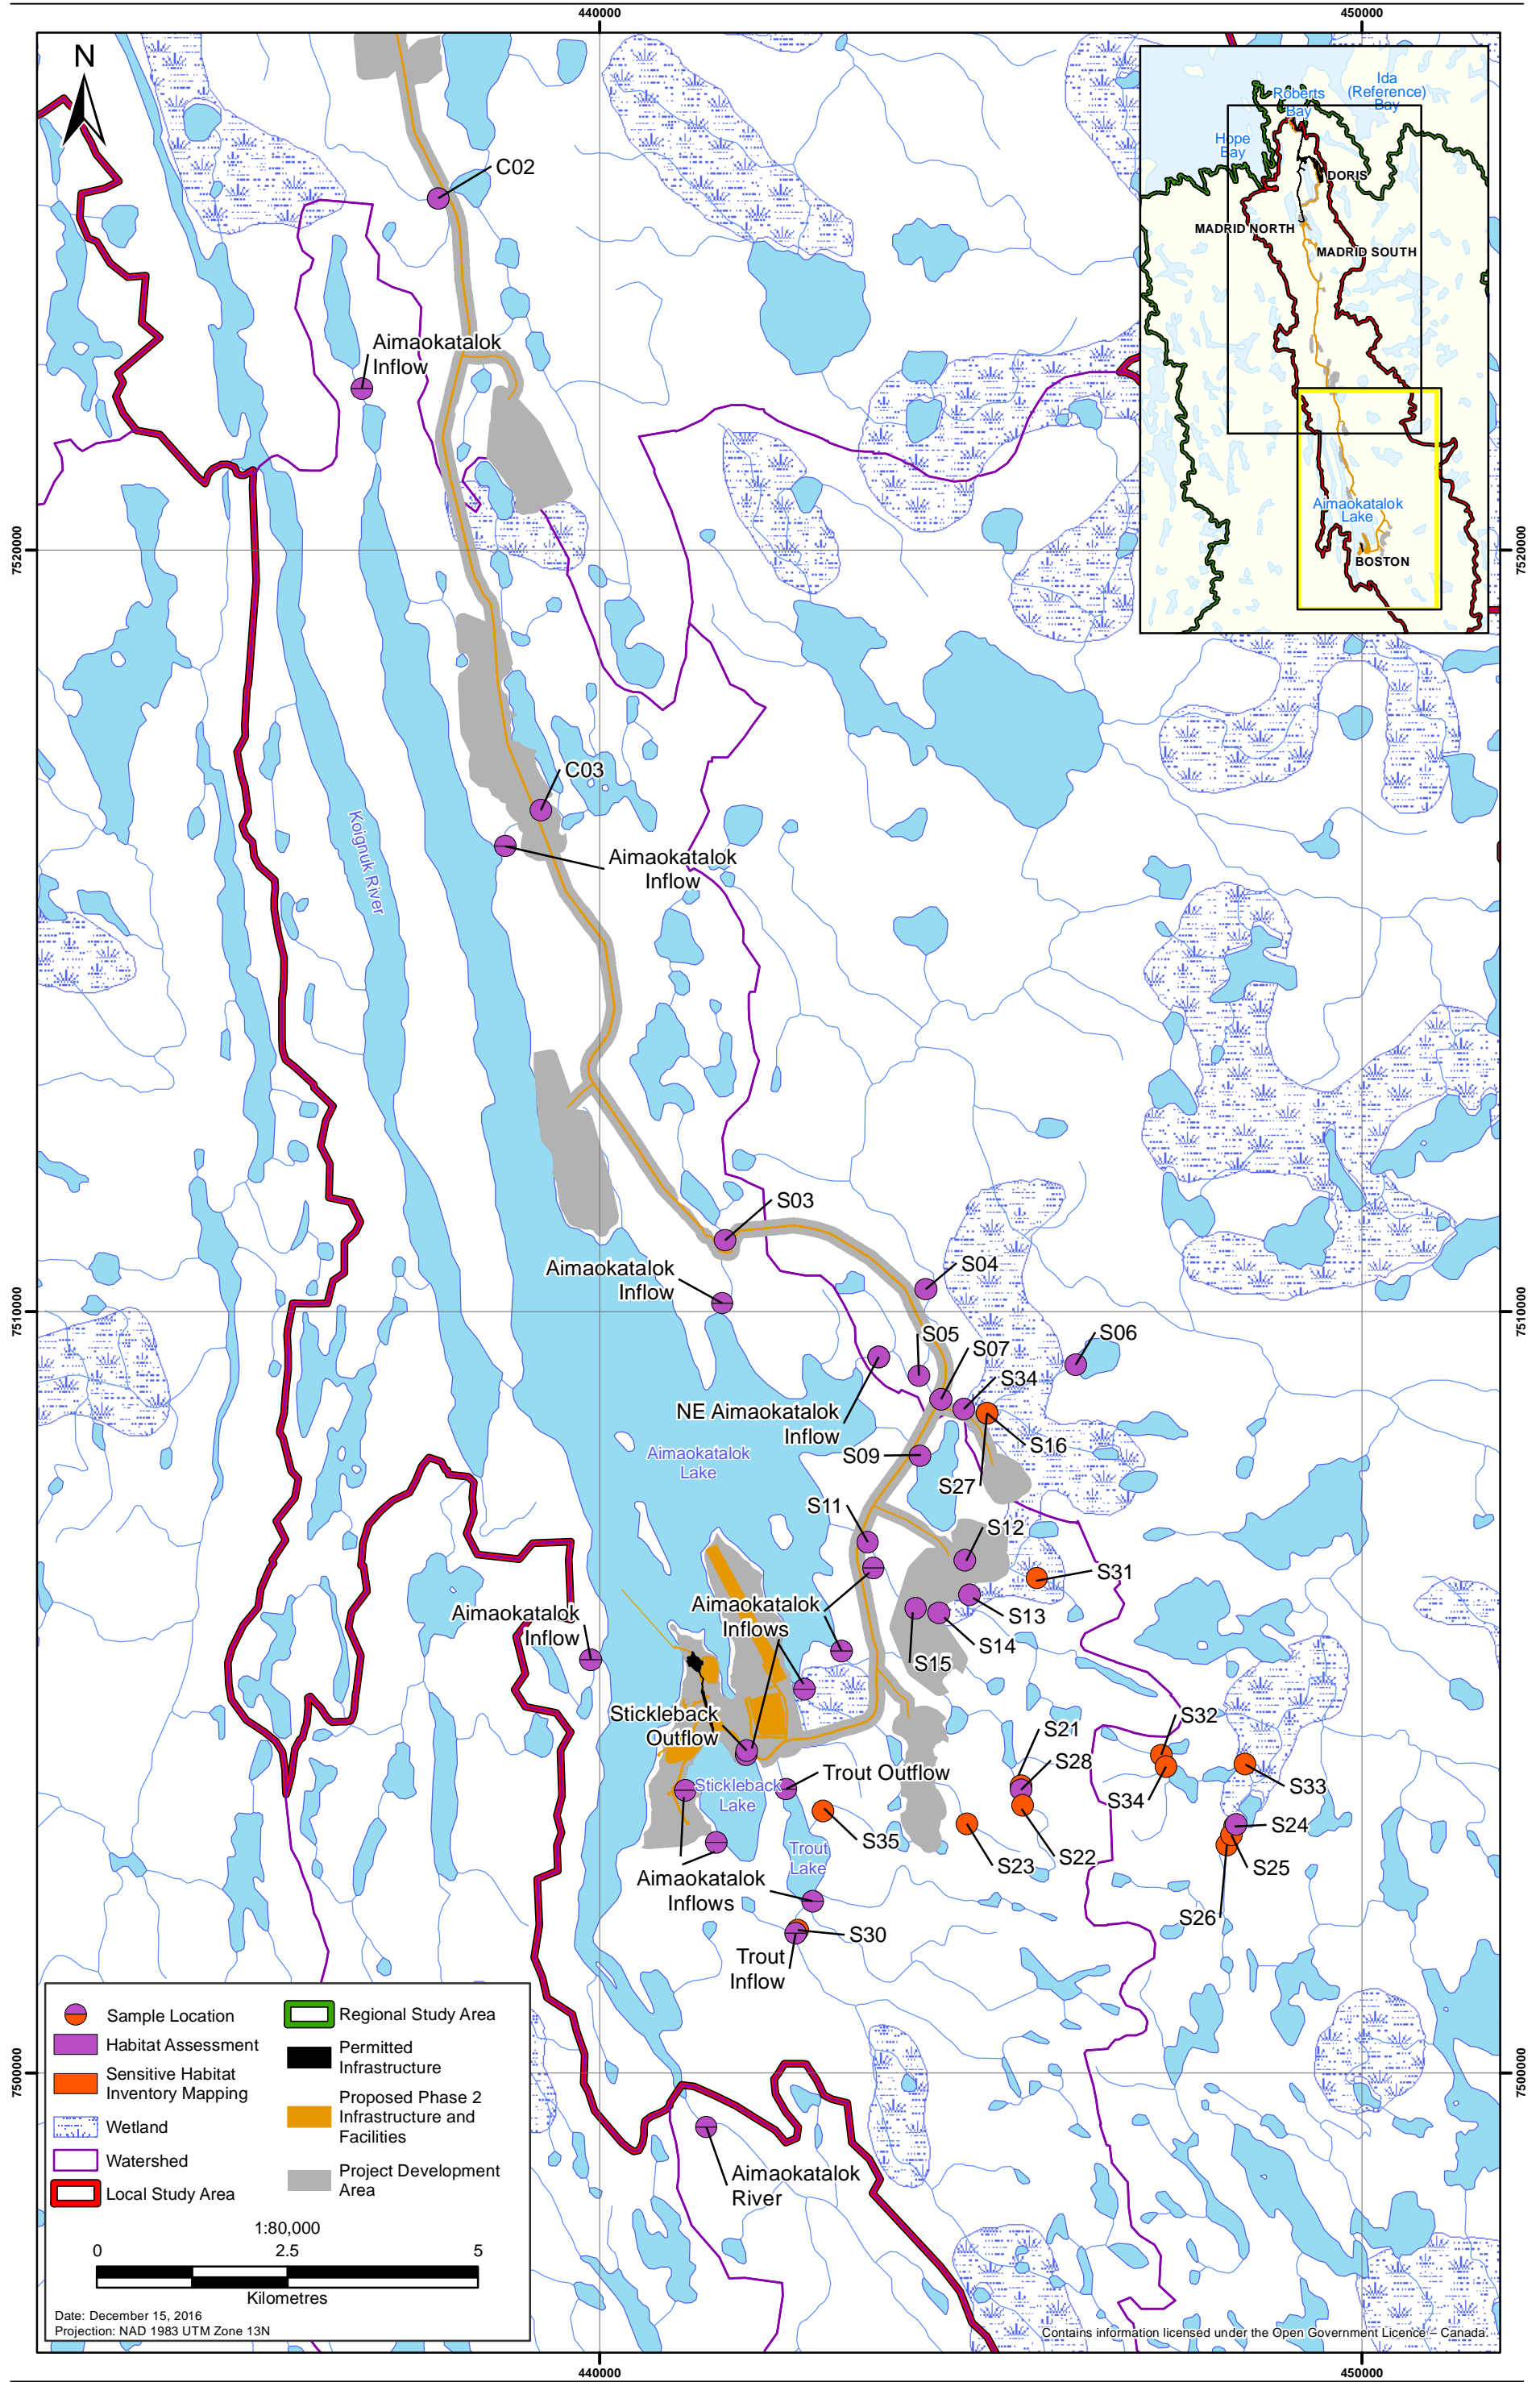 440000
450000
N
Ida
(Reference)
Bay
Roberts
Bay
Hope
Bay
DORIS
MADRID NORTH
MADRID SOUTH
Aimaokatalok
Lake
BOSTON
C02
Aimaokatalok
Inflow
7520000
7520000
C03
Koignuk River
Aimaokatalok
Inflow
S03
S04
Aimaokatalok
Inflow
7510000
7510000
S05
S06
S07
S34
NE Aimaokatalok
Inflow
S16
S09
Aimaokatalok
Lake
S27
S11
S12
S31
Aimaokatalok
Inflows
Aimaokatalok
Inflow
S13
S14
S15
Stickleback
Outflow
S32
S21
S28
Trout Outflow
Stickleback
Lake
S34
S33
S35
S24
Trout
Lake
S23
S22
S25
Aimaokatalok
Inflows
S26
S30
Trout
Inflow
7500000
7500000
Aimaokatalok
River
Sample Location
Habitat Assessment
Sensitive Habitat
Inventory Mapping
Wetland
Watershed
Local Study Area
Regional Study Area
Permitted
Infrastructure
Proposed Phase 2
Infrastructure and
Facilities
Project Development
Area
1:80,000
0
2.5
5
Kilometres
Date: December 15, 2016
Projection: NAD 1983 UTM Zone 13N
Contains information licensed under the Open Government Licence – Canada.
440000
450000